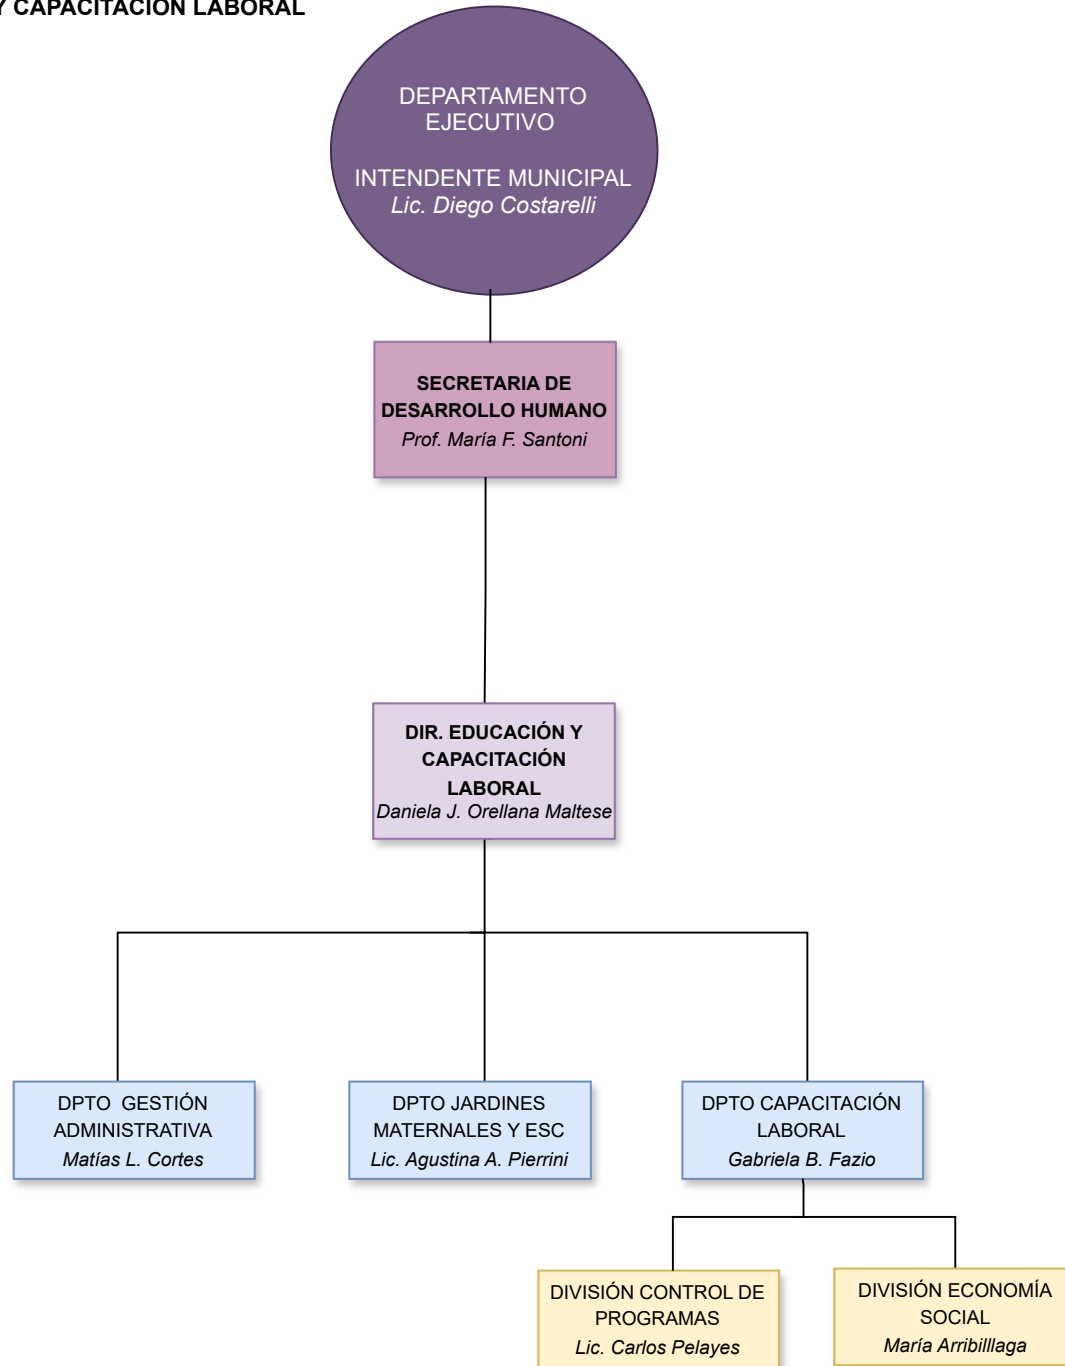 Y CAPACITACIÓN LABORAL
DEPARTAMENTO
EJECUTIVO
INTENDENTE MUNICIPAL
Lic. Diego Costarelli
SECRETARIA DE
DESARROLLO HUMANO
Prof. María F. Santoni
DIR. EDUCACIÓN Y
CAPACITACIÓN
LABORAL
Daniela J. Orellana Maltese
DPTO GESTIÓN
ADMINISTRATIVA
Matías L. Cortes
DPTO JARDINES
MATERNALES Y ESC
Lic. Agustina A. Pierrini
DPTO CAPACITACIÓN
LABORAL
Gabriela B. Fazio
DIVISIÓN CONTROL DE
PROGRAMAS
Lic. Carlos Pelayes
DIVISIÓN ECONOMÍA
SOCIAL
María Arribilllaga